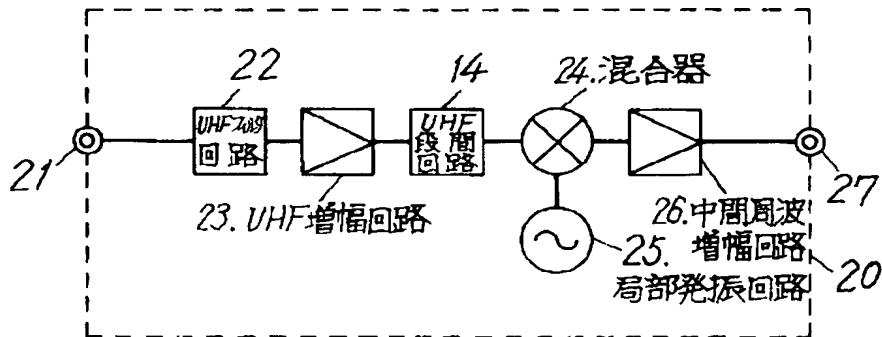 22
14
24.混合器
UHFフィルタ
回路
UHF
段間
回路
21
27
23.UHF増幅回路
26.中間周波
増幅回路
25.
局部発振回路
20